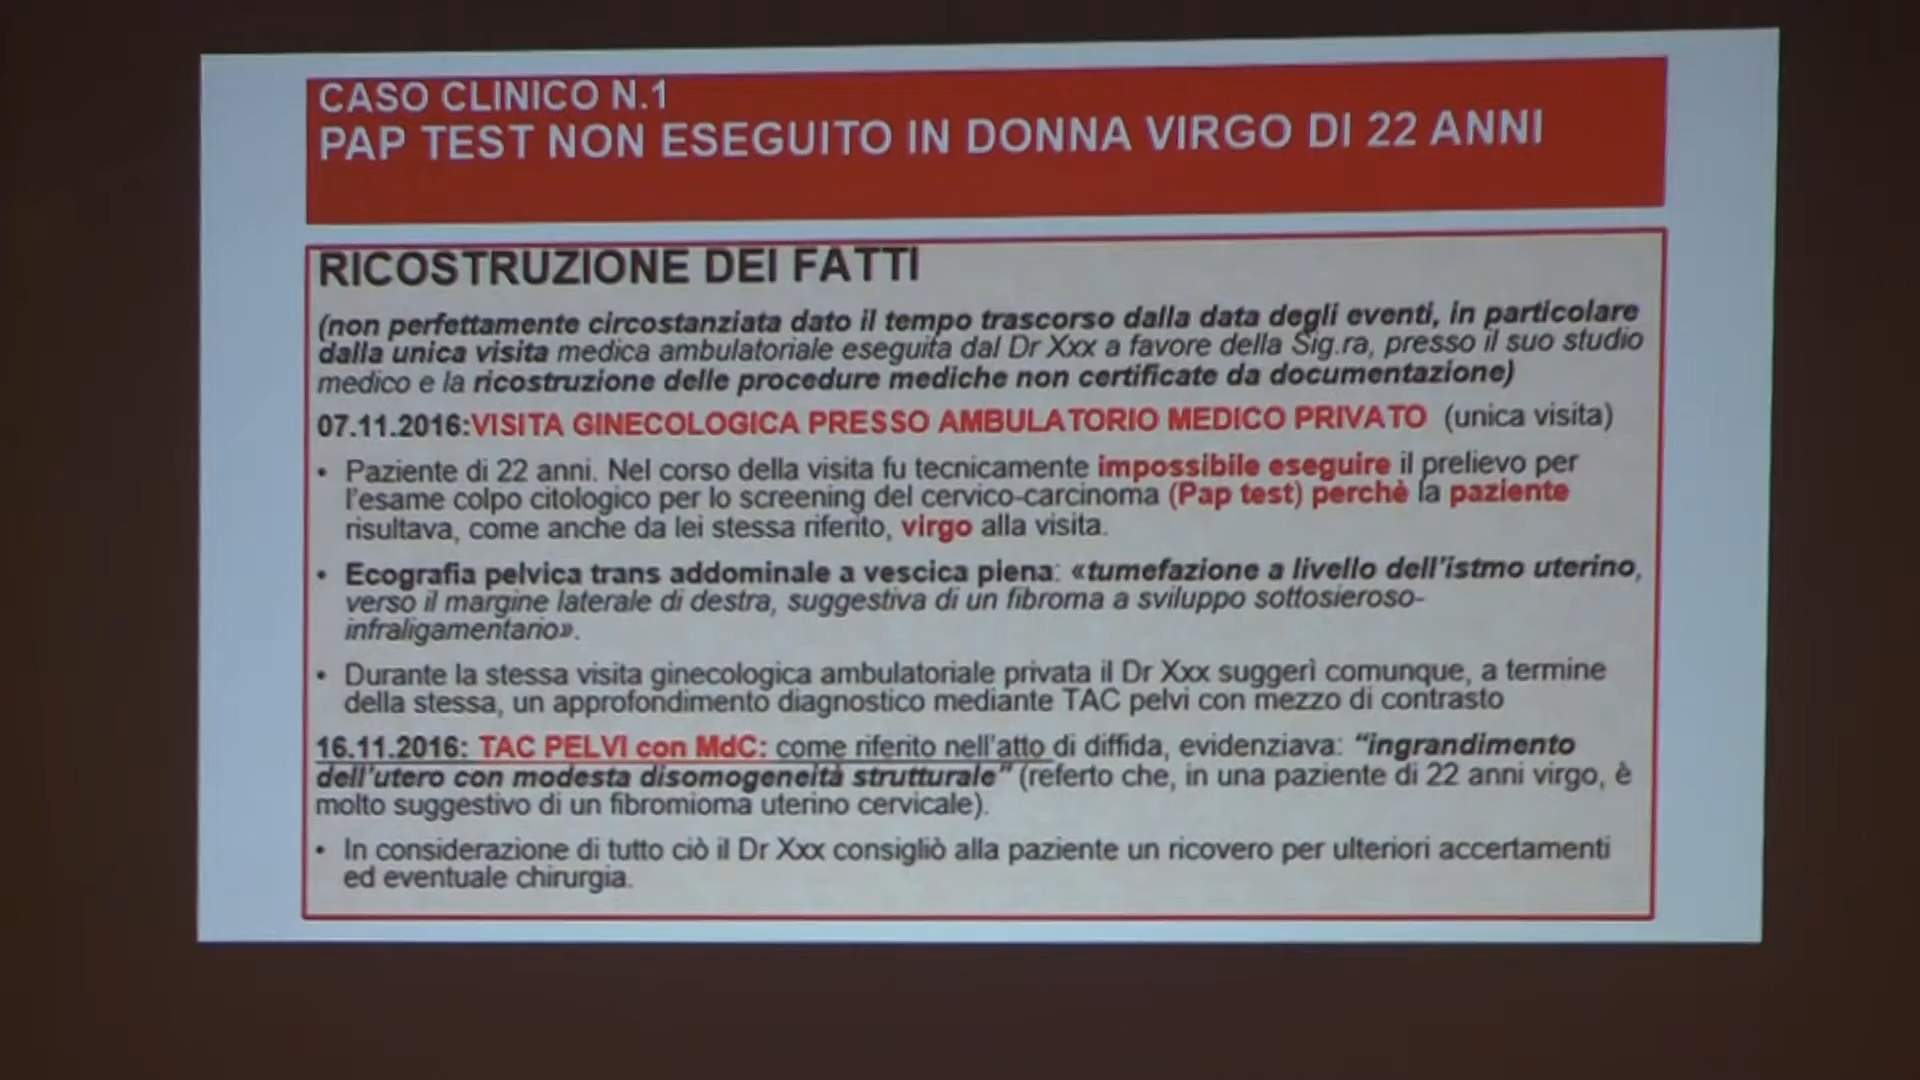 CASO CLINICO N.1
PAP TEST NON ESEGUITO IN DONNA VIRGO DI 22 ANNI
RICOSTRUZIONE DEI FATTI
(non perfettamente circostanziata dato il tempo trascorso dalla data degli eventi, in particolare
dalla unica visita medica ambulatoriale eseguita dal Dr Xxx a favore della Sig.ra, presso il suo studio
medico e la ricostruzione delle procedure mediche non certificate da documentazione)
07.11.2016:VISITA GINECOLOGICA PRESSO AMBULATORIO MEDICO PRIVATO (unica visita)
• Paziente di 22 anni. Nel corso della visita fu tecnicamente impossibile eseguire il prelievo per
l'esame colpo citologico per lo screening del cervico-carcinoma (Pap test) perchè la paziente
risultava, come anche da lei stessa riferito, virgo alla visita.
• Ecografia pelvica trans addominale a vescica piena: «tumefazione a livello dell'istmo uterino,
verso il margine laterale di destra, suggestiva di un fibroma a sviluppo sottosieroso-
infraligamentario».
• Durante la stessa visita ginecologica ambulatoriale privata il Dr Xxx suggerì comunque, a termine
della stessa, un approfondimento diagnostico mediante TAC pelvi con mezzo di contrasto
16.11.2016: TAC PELVI con MdC: come riferito nell'atto di diffida, evidenziava: "ingrandimento
dell'utero con modesta disomogeneità strutturale" (referto che, in una paziente di 22 anni virgo, è
molto suggestivo di un fibromioma uterino cervicale).
• In considerazione di tutto ciò il Dr Xxx consigliò alla paziente un ricovero per ulteriori accertamenti
ed eventuale chirurgia.